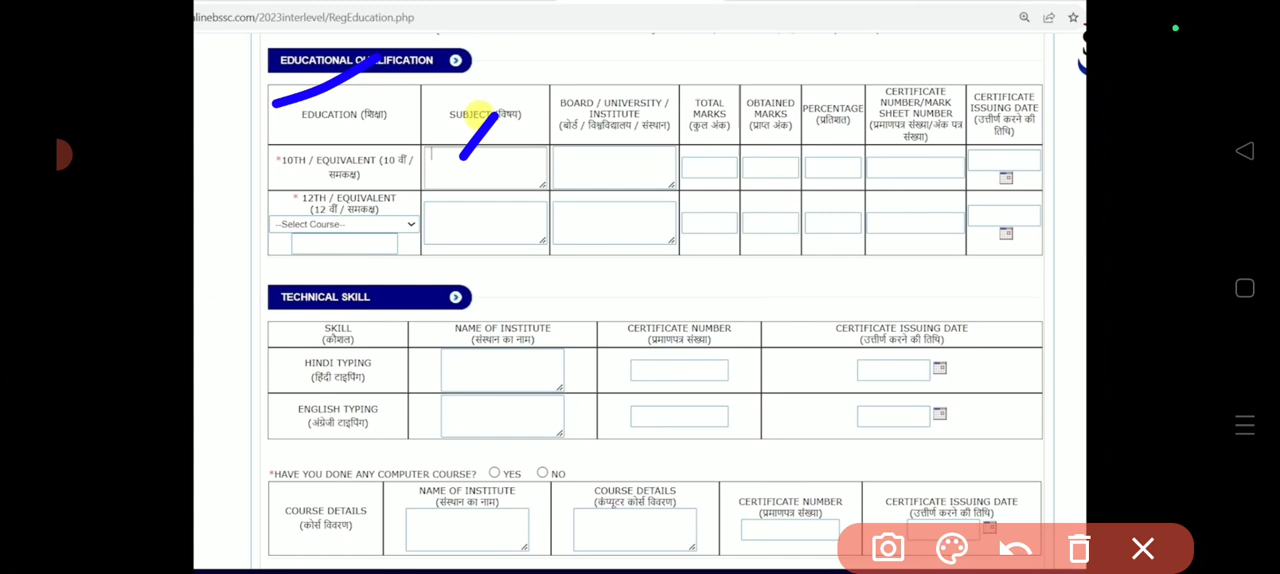 linebssc.com/2023interlevel/RegEducation.php
EDUCATIONAL QUALIFICATION
EDUCATION (शिक्षा)
SUBJECT (विषय)
BOARD / UNIVERSITY /
INSTITUTE
(बोर्ड / विश्वविद्यालय / संस्थान)
TOTAL
MARKS
(कुल अंक)
OBTAINED
MARKS
(प्राप्त अंक)
PERCENTAGE
(प्रतिशत)
CERTIFICATE
NUMBER/MARK
SHEET NUMBER
(प्रमाणपत्र संख्या/अंक पत्र
संख्या)
CERTIFICATE
ISSUING DATE
(उत्तीर्ण करने की
तिथि)
*10TH / EQUIVALENT (10 वीं /
समकक्ष)
* 12TH / EQUIVALENT
(12 वीं / समकक्ष)
--Select Course--
TECHNICAL SKILL
SKILL
(कौशल)
NAME OF INSTITUTE
(संस्थान का नाम)
CERTIFICATE NUMBER
(प्रमाणपत्र संख्या)
CERTIFICATE ISSUING DATE
(उत्तीर्ण करने की तिथि)
HINDI TYPING
(हिंदी टाइपिंग)
ENGLISH TYPING
(अंग्रेजी टाइपिंग)
*HAVE YOU DONE ANY COMPUTER COURSE? YES NO
COURSE DETAILS
(कोर्स विवरण)
NAME OF INSTITUTE
(संस्थान का नाम)
COURSE DETAILS
(कंप्यूटर कोर्स विवरण)
CERTIFICATE NUMBER
(प्रमाणपत्र संख्या)
CERTIFICATE ISSUING DATE
(उत्तीर्ण करने की तिथि)